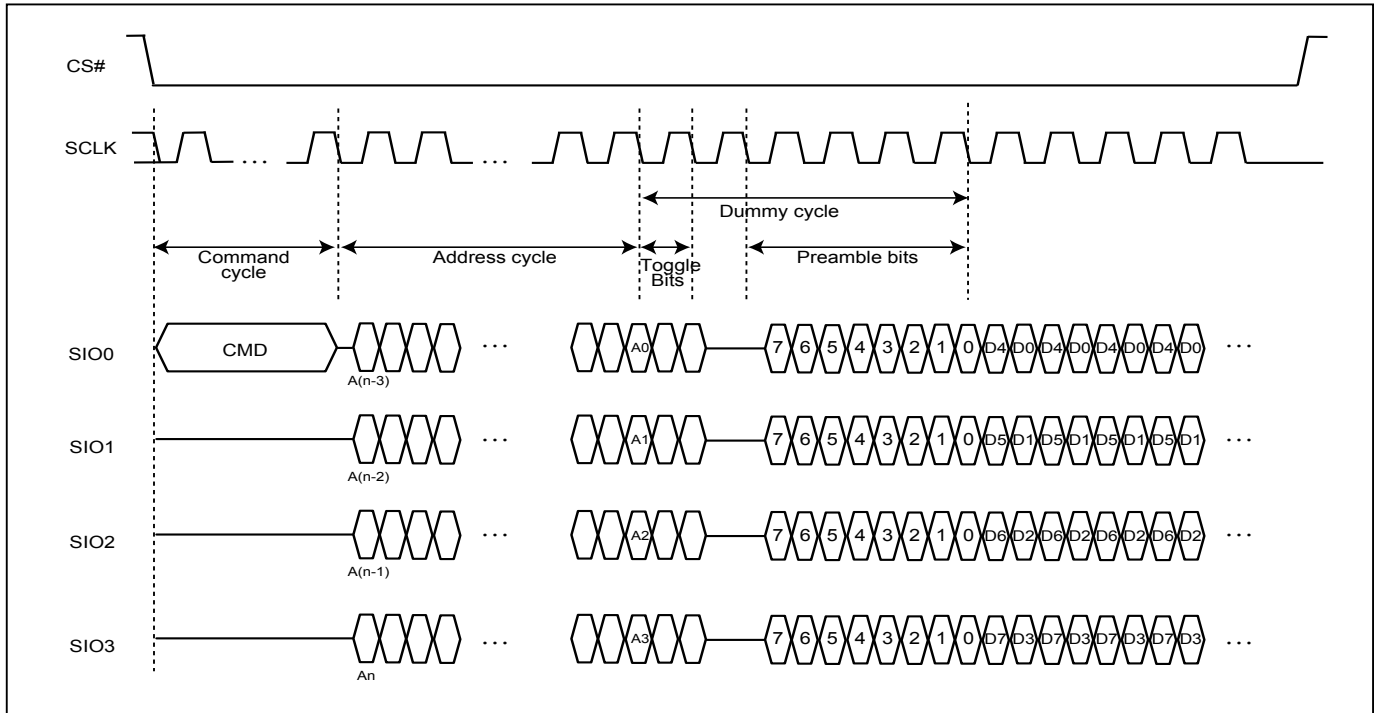 CS#
SCLK
... ...
Dummy cycle
Command
cycle
Address cycle
Toggle
Bits
Preamble bits
SIO0
CMD
... A0 7 6 5 4 3 2 1 0 D4 D0 D4 D0 D4 D0 D4 D0 ...
A(n-3)
SIO1 ... A1 7 6 5 4 3 2 1 0 D5 D1 D5 D1 D5 D1 D5 D1 ...
A(n-2)
SIO2 ... A2 7 6 5 4 3 2 1 0 D6 D2 D6 D2 D6 D2 D6 D2 ...
A(n-1)
SIO3 ... A3 7 6 5 4 3 2 1 0 D7 D3 D7 D3 D7 D3 D7 D3 ...
An